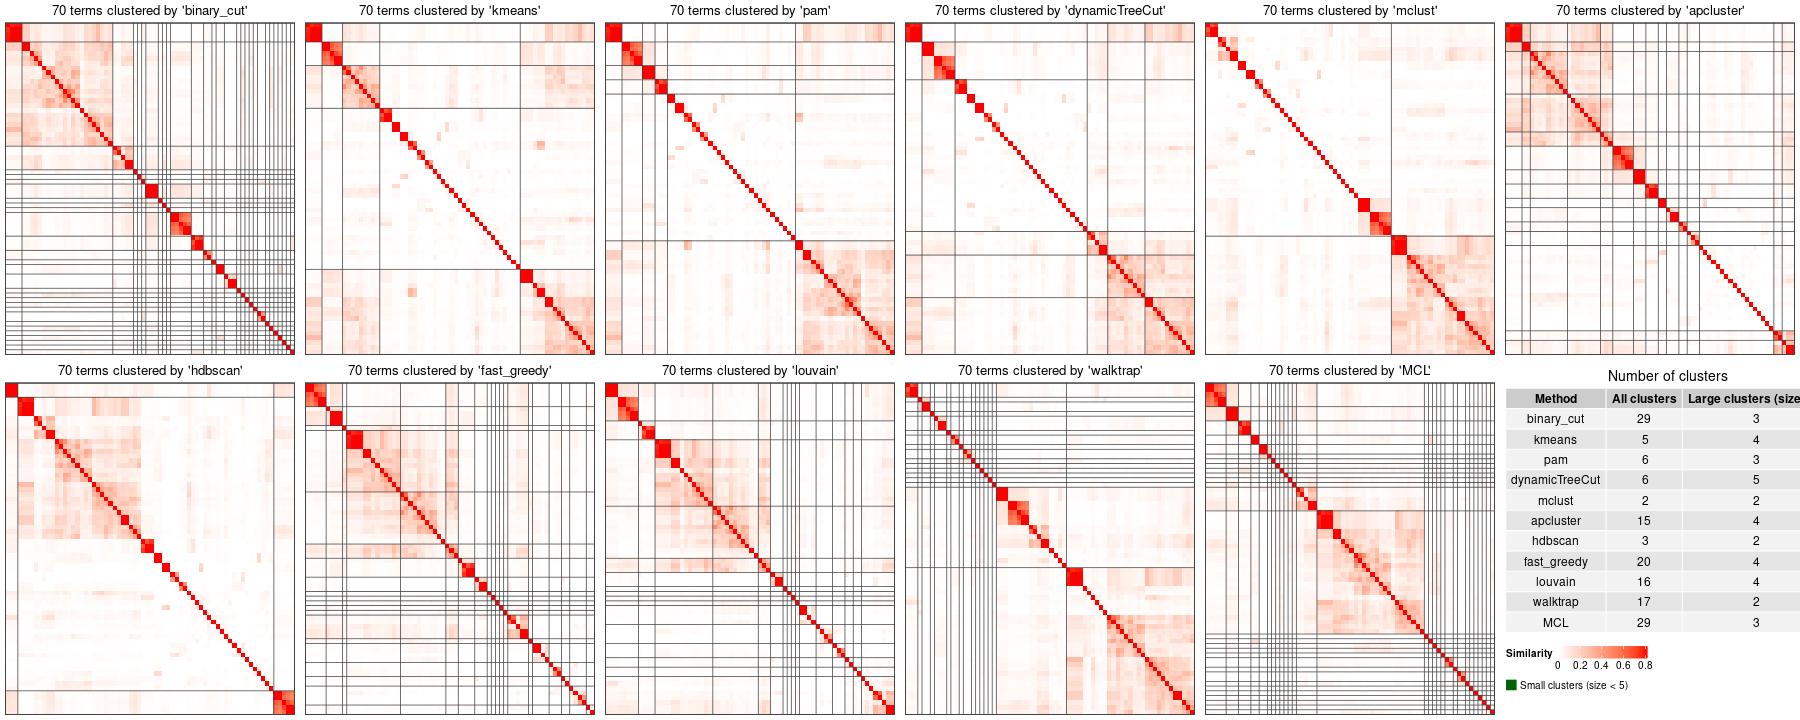 70 terms clustered by 'binary_cut'
70 terms clustered by 'kmeans'
70 terms clustered by 'pam'
70 terms clustered by 'dynamicTreeCut'
70 terms clustered by 'mclust'
70 terms clustered by 'apcluster'
70 terms clustered by 'hdbscan'
70 terms clustered by 'fast_greedy'
70 terms clustered by 'louvain'
70 terms clustered by 'walktrap'
70 terms clustered by 'MCL'
Number of clusters
Method All clusters Large clusters (size
binary_cut 29 3
kmeans 5 4
pam 6 3
dynamicTreeCut 6 5
mclust 2 2
apcluster 15 4
hdbscan 3 2
fast_greedy 20 4
louvain 16 4
walktrap 17 2
MCL 29 3
Similarity
0 0.2 0.4 0.6 0.8
Small clusters (size < 5)